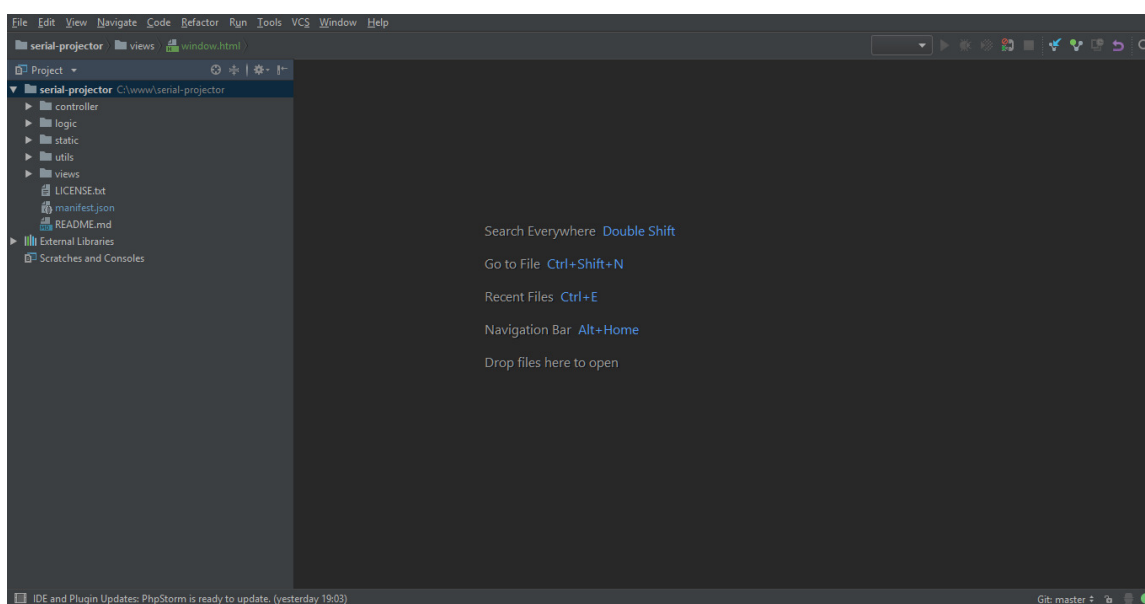 File Edit View Navigate Code Refactor Run Tools VCS Window Help
serial-projector views window.html
Project
serial-projector C:\www\serial-projector
controller
logic
static
utils
views
LICENSE.txt
manifest.json
README.md
External Libraries
Scratches and Consoles
Search Everywhere Double Shift
Go to File Ctrl+Shift+N
Recent Files Ctrl+E
Navigation Bar Alt+Home
Drop files here to open
IDE and Plugin Updates: PhpStorm is ready to update. (yesterday 19:03) Git: master